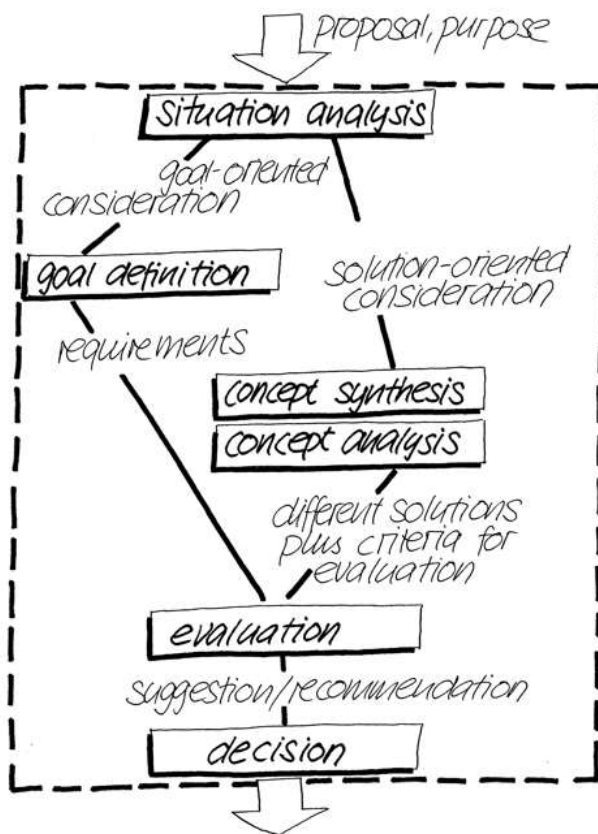 proposal, purpose
situation analysis
goal-oriented
consideration
goal definition
solution-oriented
consideration
requirements
concept synthesis
concept analysis
different solutions
plus criteria for
evaluation
evaluation
suggestion/recommendation
decision